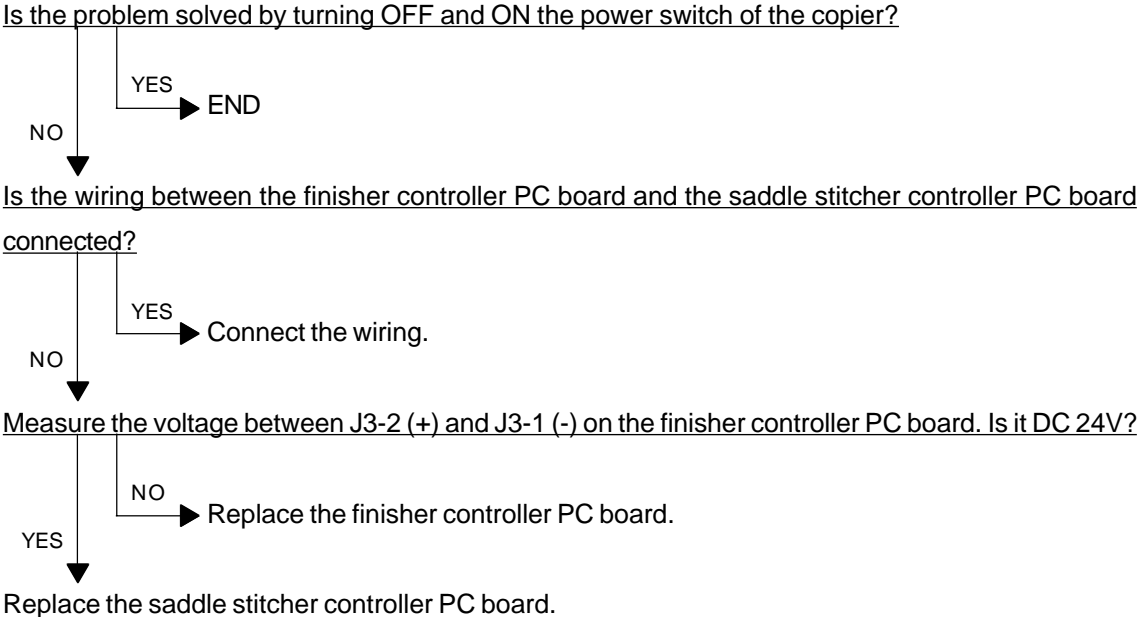 Is the problem solved by turning OFF and ON the power switch of the copier?
YES
END
NO
Is the wiring between the finisher controller PC board and the saddle stitcher controller PC board
connected?
YES
Connect the wiring.
NO
Measure the voltage between J3-2 (+) and J3-1 (-) on the finisher controller PC board. Is it DC 24V?
NO
Replace the finisher controller PC board.
YES
Replace the saddle stitcher controller PC board.